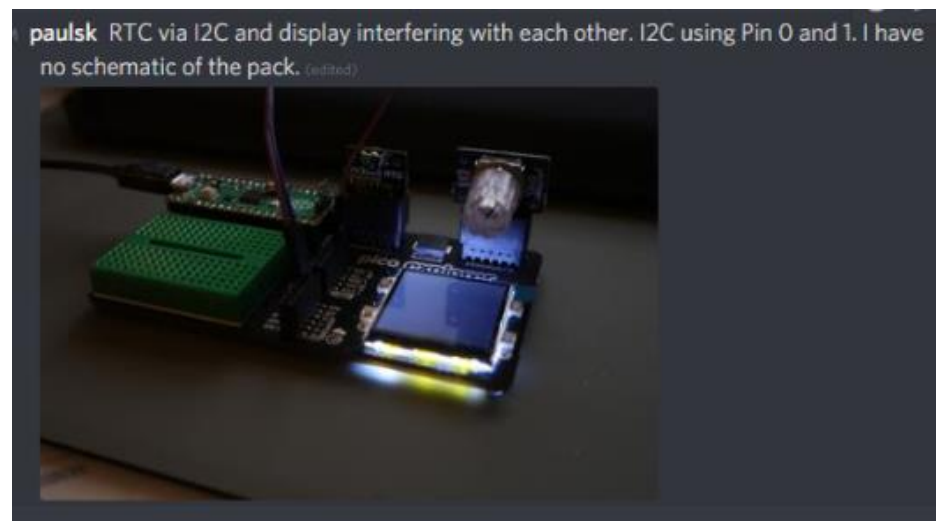 paulsk RTC via I2C and display interfering with each other. I2C using Pin 0 and 1. I have
no schematic of the pack. (edited)
pico